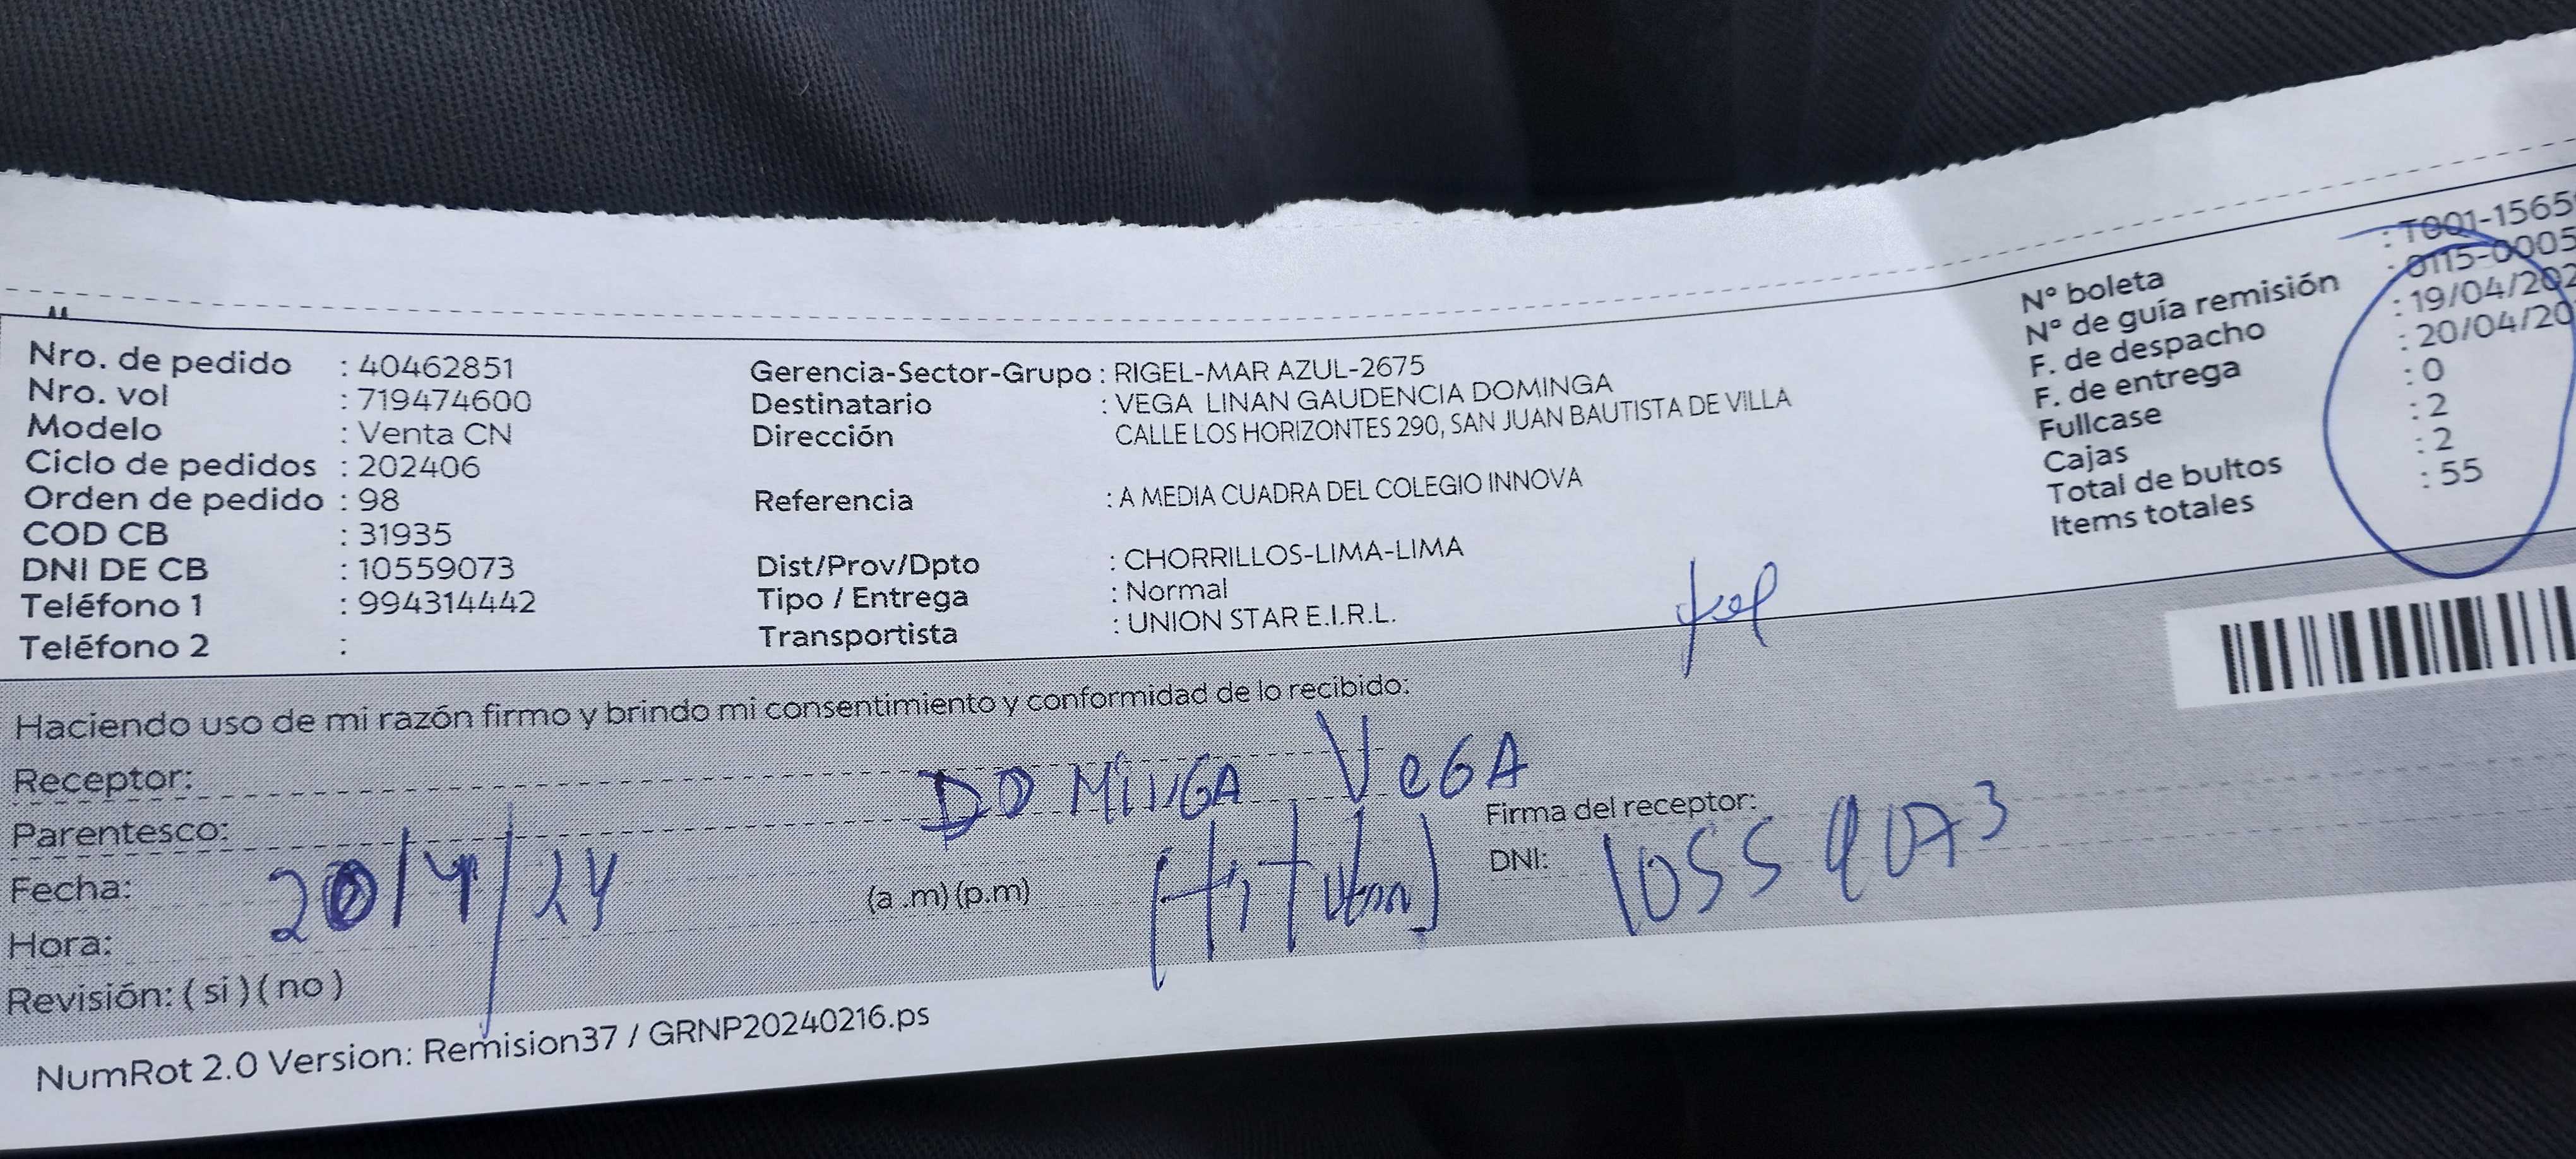 Nro. de pedido : 40462851
Nro. vol : 719474600
Modelo : Venta CN
Ciclo de pedidos : 202406
Orden de pedido : 98
COD CB : 31935
DNI DE CB : 10559073
Teléfono 1 : 994314442
Teléfono 2 :
Gerencia-Sector-Grupo : RIGEL-MAR AZUL-2675
Destinatario : VEGA LINAN GAUDENCIA DOMINGA
Dirección CALLE LOS HORIZONTES 290, SAN JUAN BAUTISTA DE VILLA
Referencia : A MEDIA CUADRA DEL COLEGIO INNOVA
Dist/Prov/Dpto : CHORRILLOS-LIMA-LIMA
Tipo / Entrega : Normal
Transportista : UNION STAR E.I.R.L.
N° boleta : T001-1565
N° de guía remisión : 0115-0005
F. de despacho : 19/04/202
F. de entrega : 20/04/20
Fullcase : 0
Cajas : 2
Total de bultos : 2
Items totales : 55
Haciendo uso de mi razón firmo y brindo mi consentimiento y conformidad de lo recibido:
Receptor: DOMINGA VEGA
Parentesco:
Firma del receptor:
Fecha: 20/4/24 (a .m) (p.m)
DNI: 10559073
Hora:
Revisión: ( si ) ( no )
NumRot 2.0 Version: Remision37 / GRNP20240216.ps